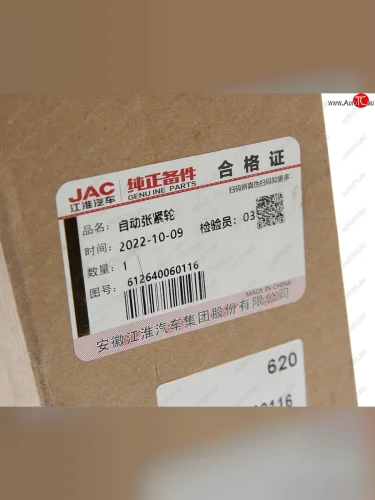 JAC 纯正备件 合格证
江淮汽车 GENUINE PARTS 扫码辨真伪扫码知更多
品名: 自动张紧轮
时间: 2022-10-09 检验员: 03
数量: 1
图号: 612640060116
MADE IN CHINA
安徽江淮汽车集团股份有限公司
620